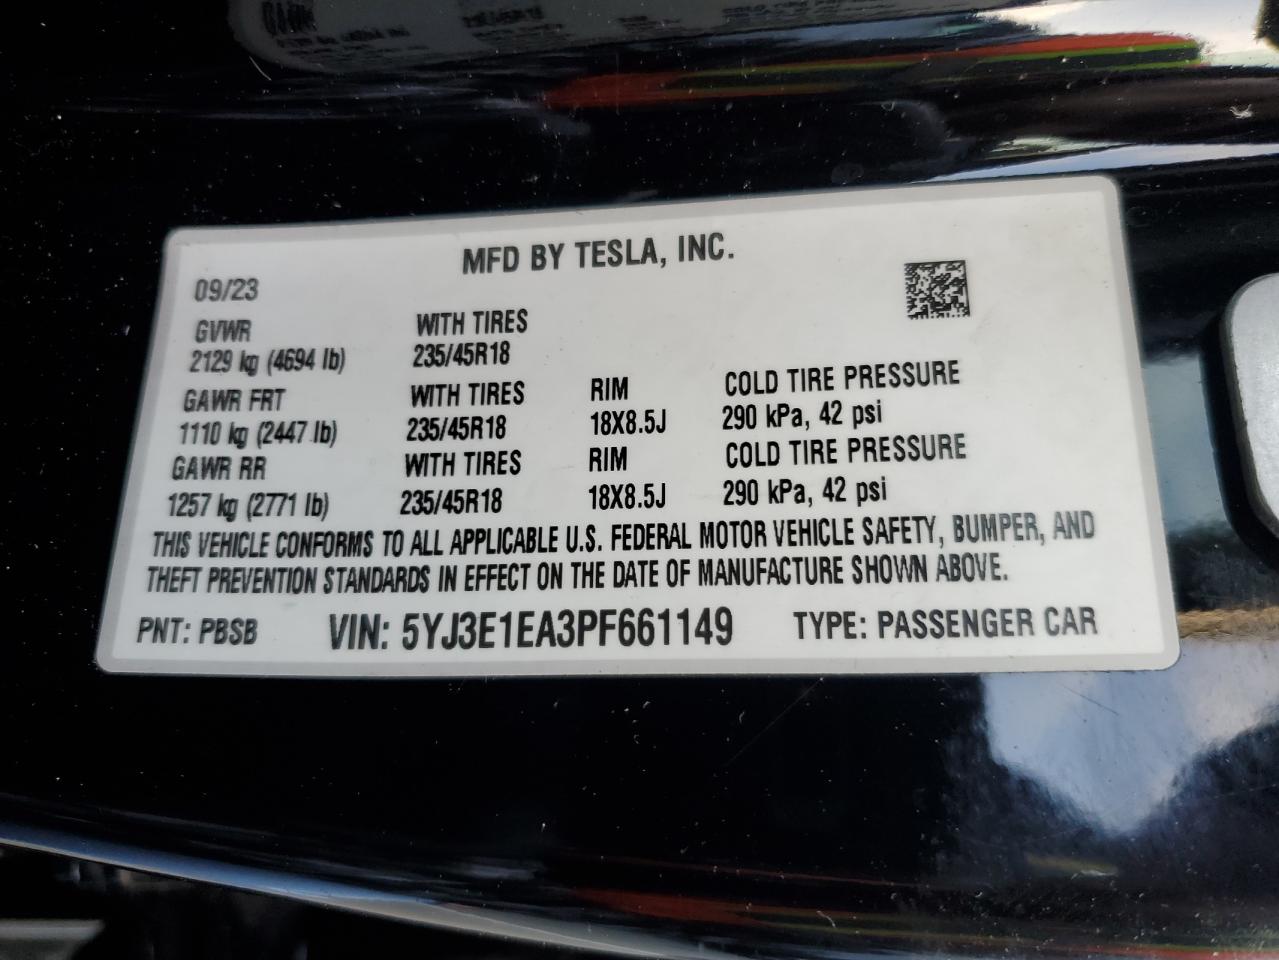 MFD BY TESLA, INC.
09/23
GVWR WITH TIRES
2129 kg (4694 lb) 235/45R18
GAWR FRT WITH TIRES RIM COLD TIRE PRESSURE
1110 kg (2447 lb) 235/45R18 18X8.5J 290 kPa, 42 psi
GAWR RR WITH TIRES RIM COLD TIRE PRESSURE
1257 kg (2771 lb) 235/45R18 18X8.5J 290 kPa, 42 psi
THIS VEHICLE CONFORMS TO ALL APPLICABLE U.S. FEDERAL MOTOR VEHICLE SAFETY, BUMPER, AND
THEFT PREVENTION STANDARDS IN EFFECT ON THE DATE OF MANUFACTURE SHOWN ABOVE.
PNT: PBSB VIN: 5YJ3E1EA3PF661149 TYPE: PASSENGER CAR